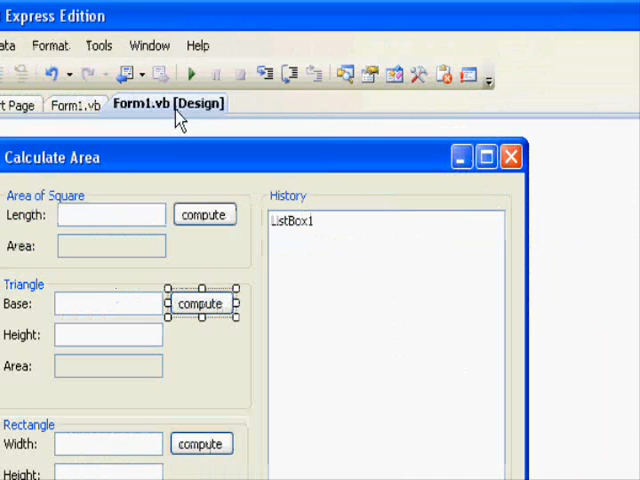 Express Edition
ata Format Tools Window Help
rt Page Form1.vb Form1.vb [Design]
Calculate Area
Area of Square
Length: compute
Area:
Triangle
Base: compute
Height:
Area:
Rectangle
Width: compute
Height:
History
ListBox1